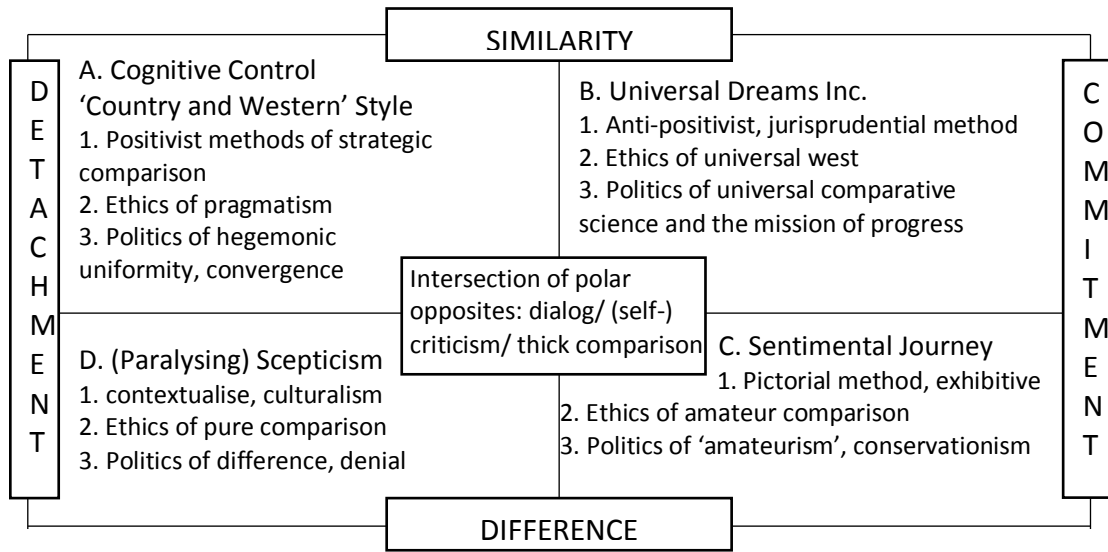 SIMILARITY
DETACHMENT
A. Cognitive Control
‘Country and Western’ Style
1. Positivist methods of strategic
comparison
2. Ethics of pragmatism
3. Politics of hegemonic
uniformity, convergence
B. Universal Dreams Inc.
1. Anti-positivist, jurisprudential method
2. Ethics of universal west
3. Politics of universal comparative
science and the mission of progress
COMMITMENT
Intersection of polar
opposites: dialog/ (self-)
criticism/ thick comparison
D. (Paralysing) Scepticism
1. contextualise, culturalism
2. Ethics of pure comparison
3. Politics of difference, denial
C. Sentimental Journey
1. Pictorial method, exhibitive
2. Ethics of amateur comparison
3. Politics of ‘amateurism’, conservationism
DIFFERENCE